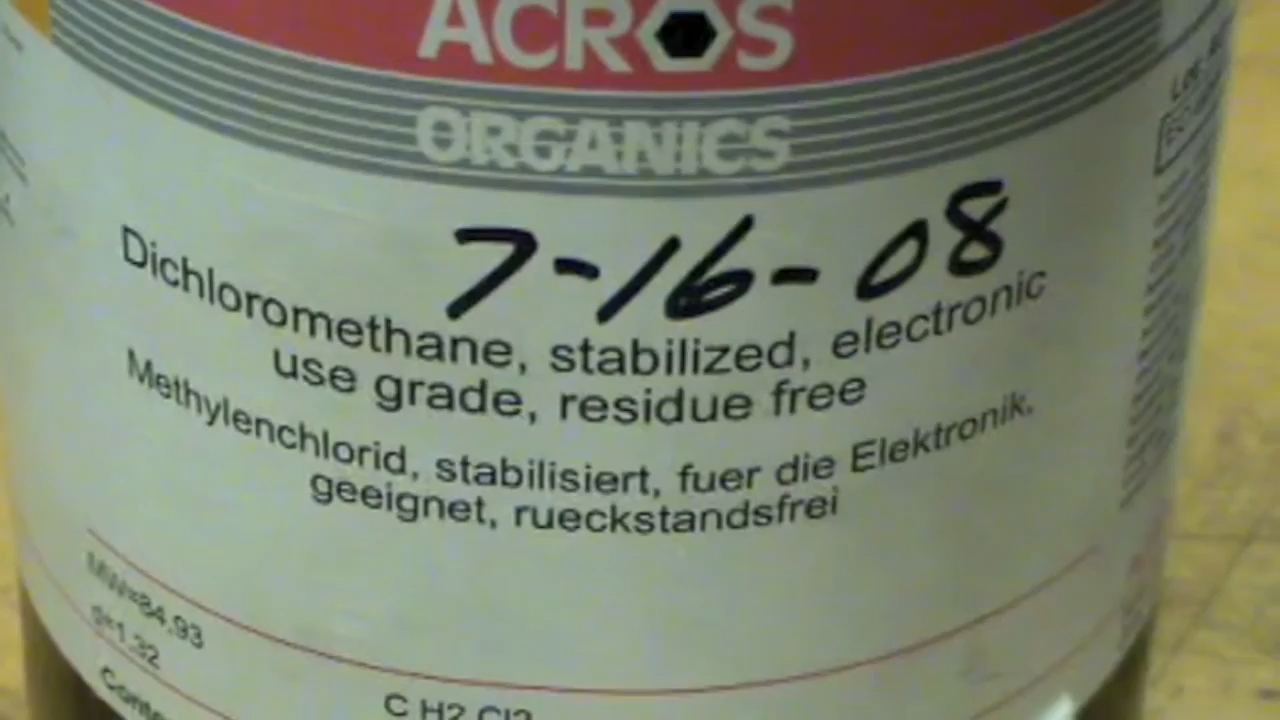 ACROS
ORGANICS
7-16-08
Dichloromethane, stabilized, electronic
use grade, residue free
Methylenchlorid, stabilisiert, fuer die Elektronik,
geeignet, rueckstandsfrei
MW=84,93
d=1.32
C H2 Cl2